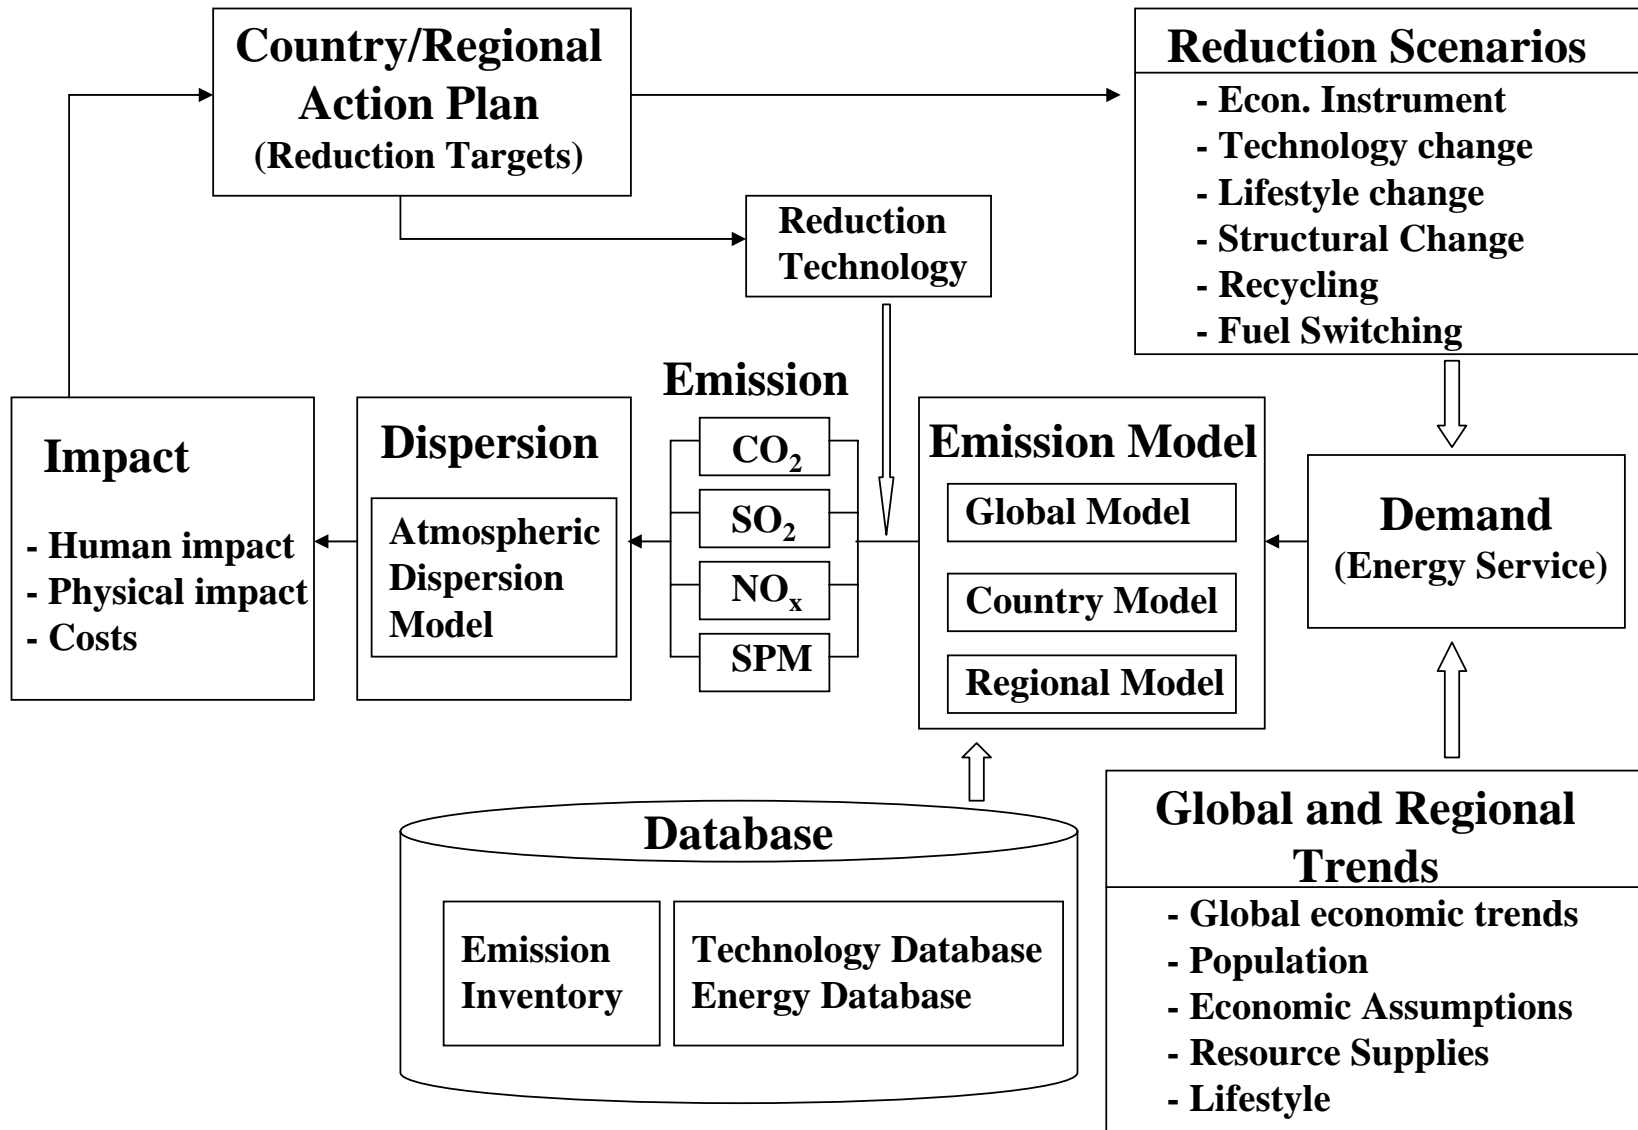 Country/Regional
Action Plan
(Reduction Targets)
Reduction Scenarios
- Econ. Instrument
- Technology change
- Lifestyle change
- Structural Change
- Recycling
- Fuel Switching
Reduction
Technology
Impact
- Human impact
- Physical impact
- Costs
Dispersion
Atmospheric
Dispersion
Model
Emission
CO₂
SO₂
NOₓ
SPM
Emission Model
Global Model
Country Model
Regional Model
Demand
(Energy Service)
Database
Emission
Inventory
Technology Database
Energy Database
Global and Regional
Trends
- Global economic trends
- Population
- Economic Assumptions
- Resource Supplies
- Lifestyle